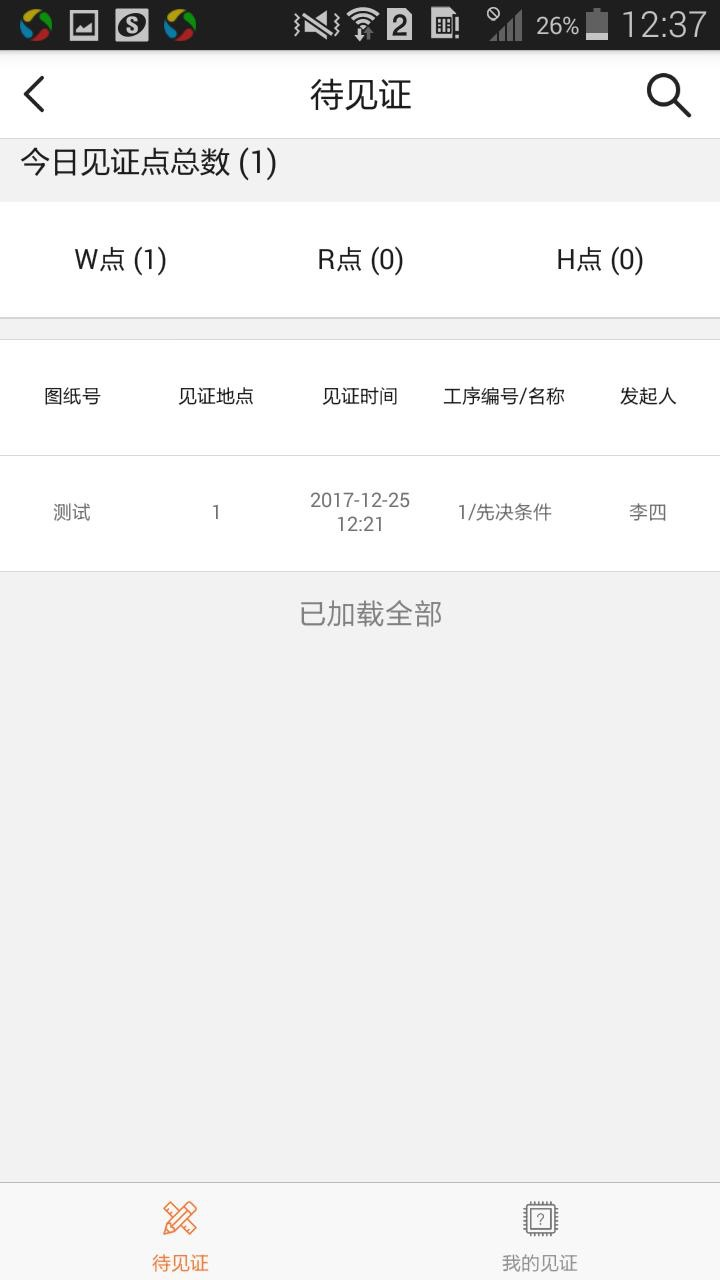 26% 12:37
待见证
今日见证点总数 (1)
W点 (1) R点 (0) H点 (0)
图纸号 见证地点 见证时间 工序编号/名称 发起人
测试 1 2017-12-25 12:21 1/先决条件 李四
已加载全部
待见证 我的见证